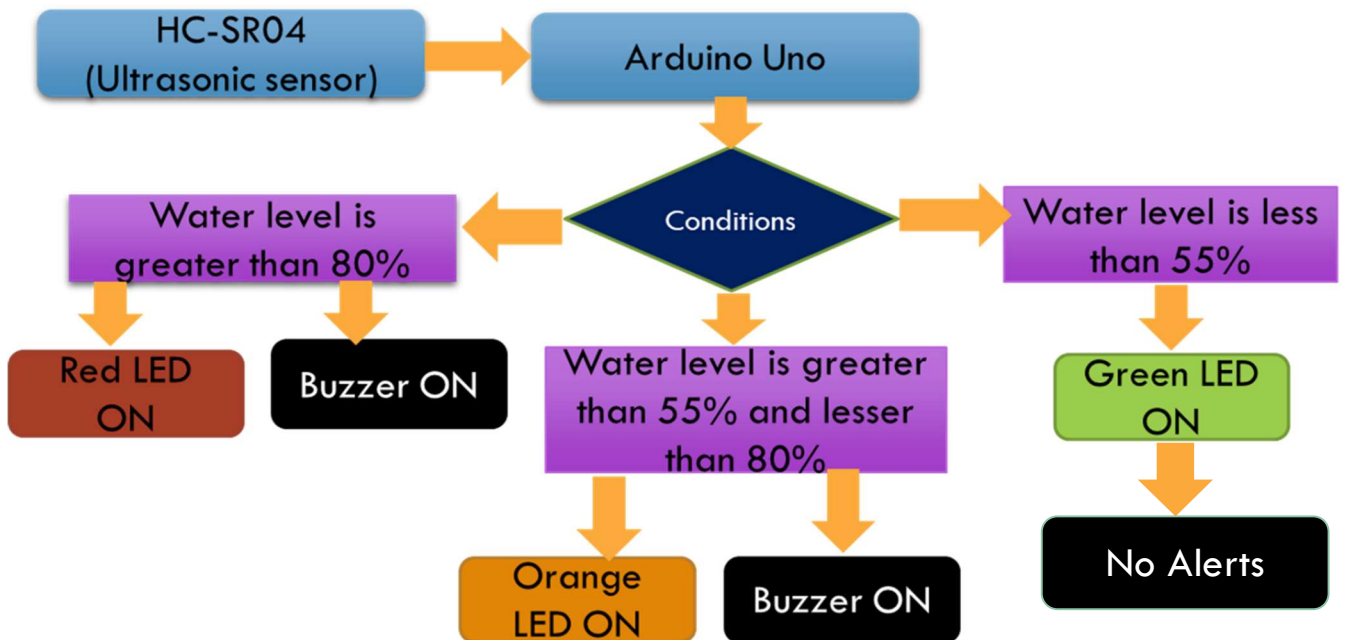 HC-SR04
(Ultrasonic sensor)
Arduino Uno
Conditions
Water level is
greater than 80%
Water level is less
than 55%
Red LED
ON
Buzzer ON
Water level is greater
than 55% and lesser
than 80%
Green LED
ON
Orange
LED ON
Buzzer ON
No Alerts